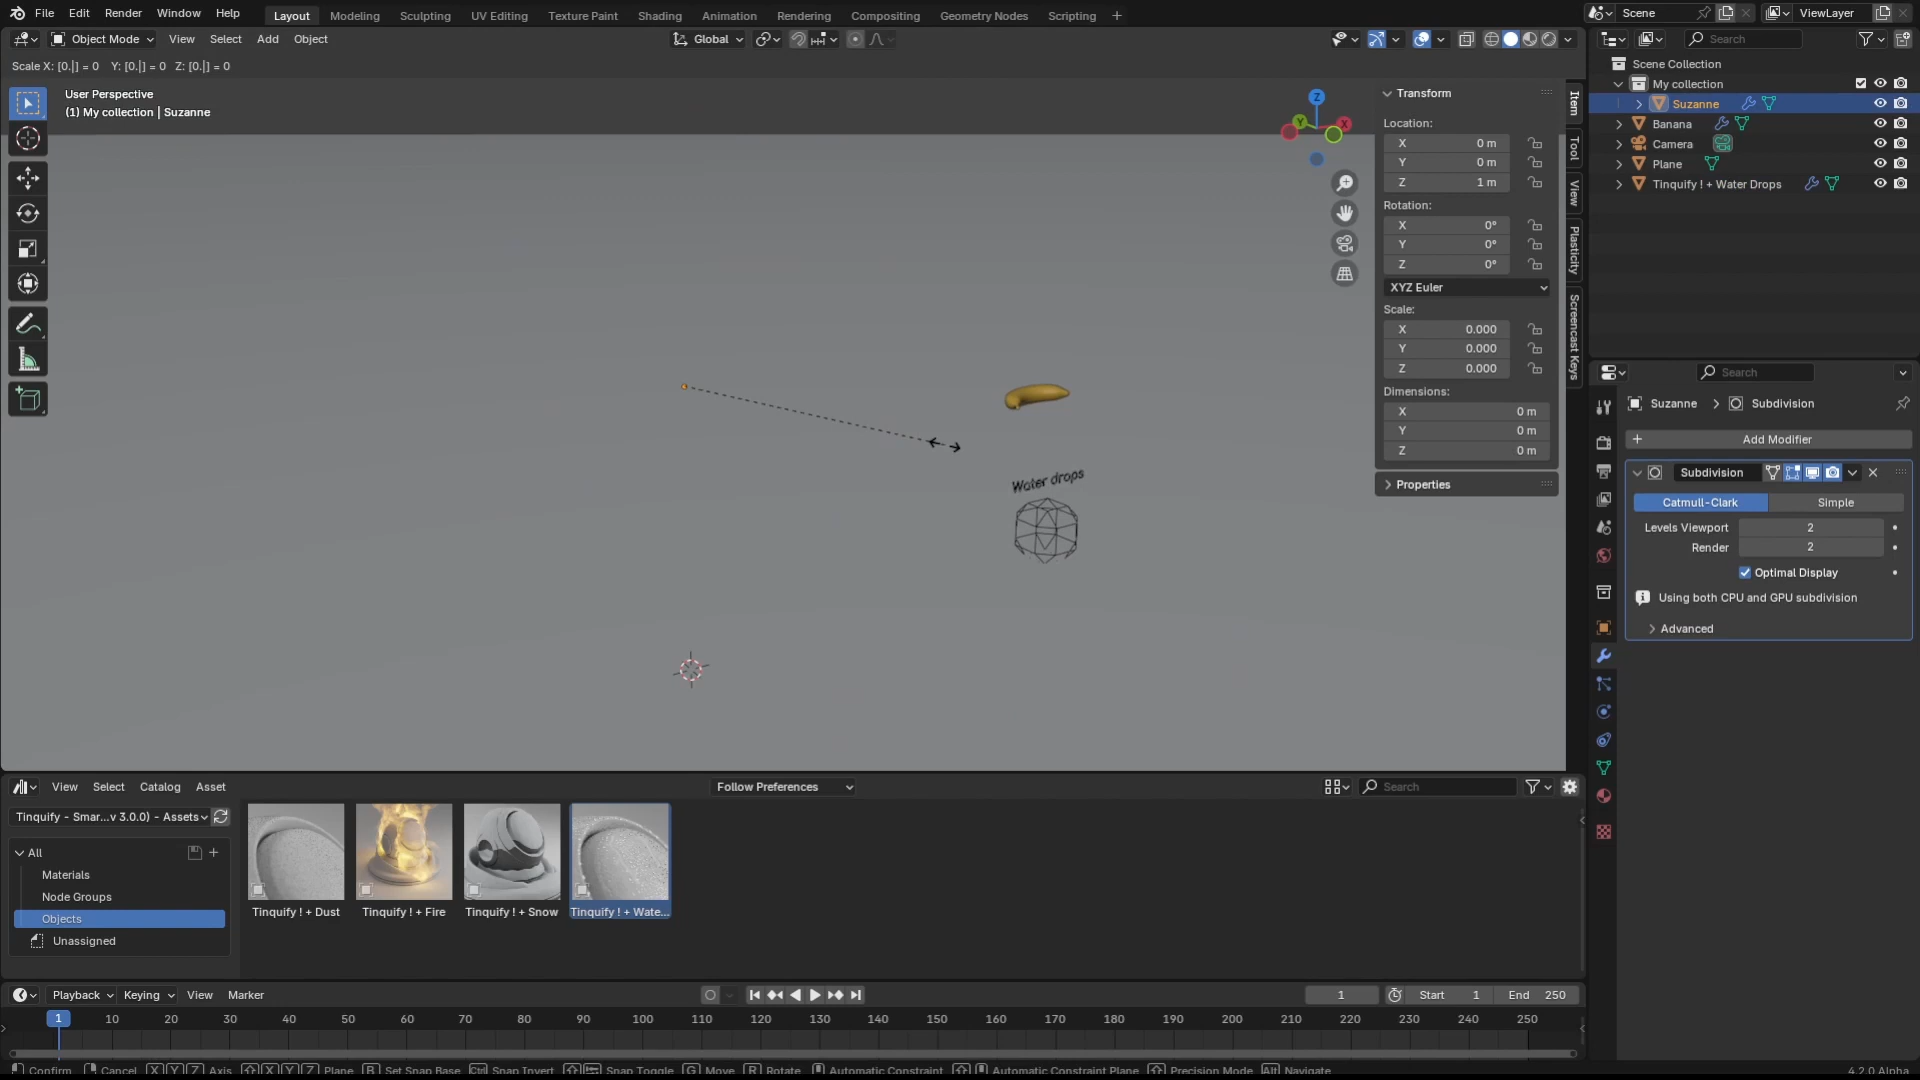 File Edit Render Window Help Layout Modeling Sculpting UV Editing Texture Paint Shading Animation Rendering Compositing Geometry Nodes Scripting + Scene ViewLayer
Object Mode View Select Add Object Global Search
Scale X: [0.|] = 0 Y: [0.|] = 0 Z: [0.|] = 0
User Perspective
(1) My collection | Suzanne
Z
Y
X
Transform
Location:
X 0 m
Y 0 m
Z 1 m
Rotation:
X 0°
Y 0°
Z 0°
XYZ Euler
Scale:
X 0.000
Y 0.000
Z 0.000
Dimensions:
X 0 m
Y 0 m
Z 0 m
Properties
Item
Tool
View
Plasticity
Screencast Keys
Water drops
Scene Collection
My collection
Suzanne
Banana
Camera
Plane
Tinquify ! + Water Drops
Search
Suzanne > Subdivision
+ Add Modifier
Subdivision
Catmull-Clark Simple
Levels Viewport 2
Render 2
Optimal Display
Using both CPU and GPU subdivision
Advanced
View Select Catalog Asset Follow Preferences Search
Tinquify - Smar...v 3.0.0) - Assets
All
Materials
Node Groups
Objects
Unassigned
Tinquify ! + Dust Tinquify ! + Fire Tinquify ! + Snow Tinquify ! + Wate...
Playback Keying View Marker 1 Start 1 End 250
1 10 20 30 40 50 60 70 80 90 100 110 120 130 140 150 160 170 180 190 200 210 220 230 240 250
Confirm Cancel X Y Z Axis X Y Z Plane B Set Snap Base Ctrl Snap Invert Snap Toggle G Move R Rotate Automatic Constraint Automatic Constraint Plane Precision Mode Alt Navigate 4.2.0 Alpha